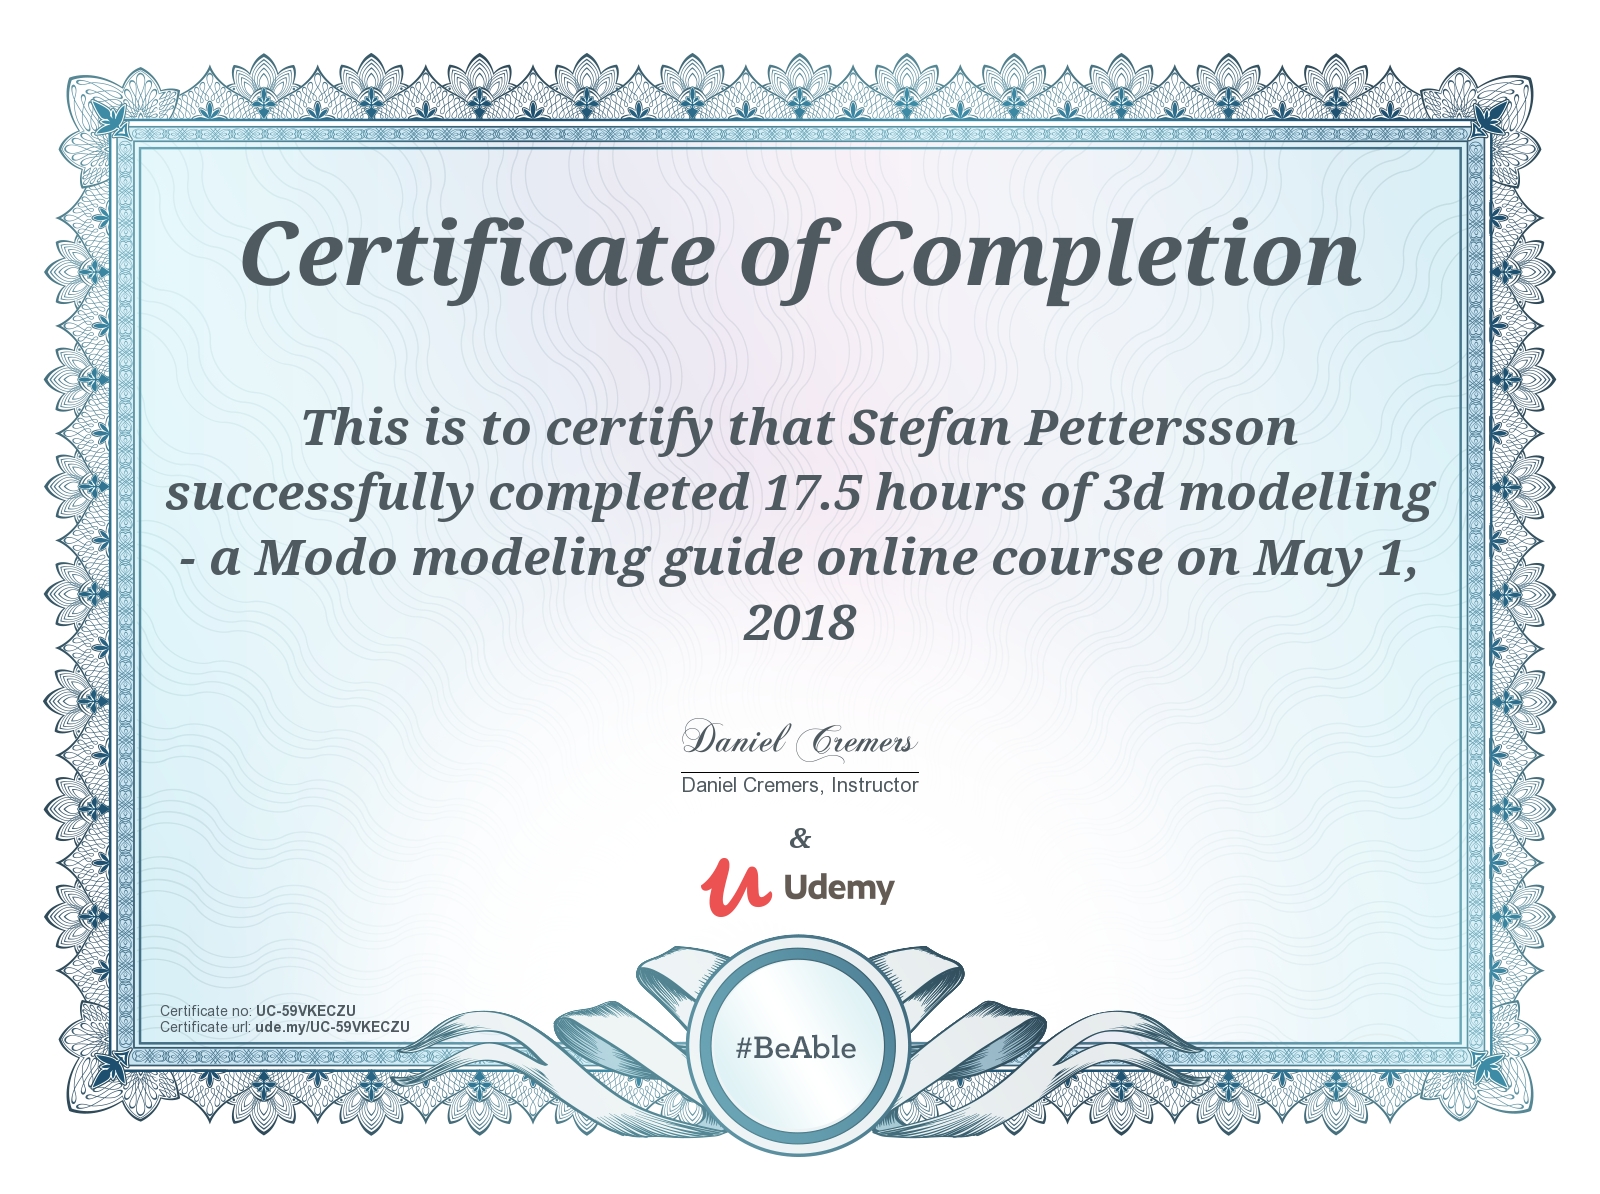 Certificate of Completion
This is to certify that Stefan Pettersson
successfully completed 17.5 hours of 3d modelling
- a Modo modeling guide online course on May 1,
2018
Daniel Cremers
Daniel Cremers, Instructor
&
Udemy
Certificate no: UC-59VKECZU
Certificate url: ude.my/UC-59VKECZU
#BeAble